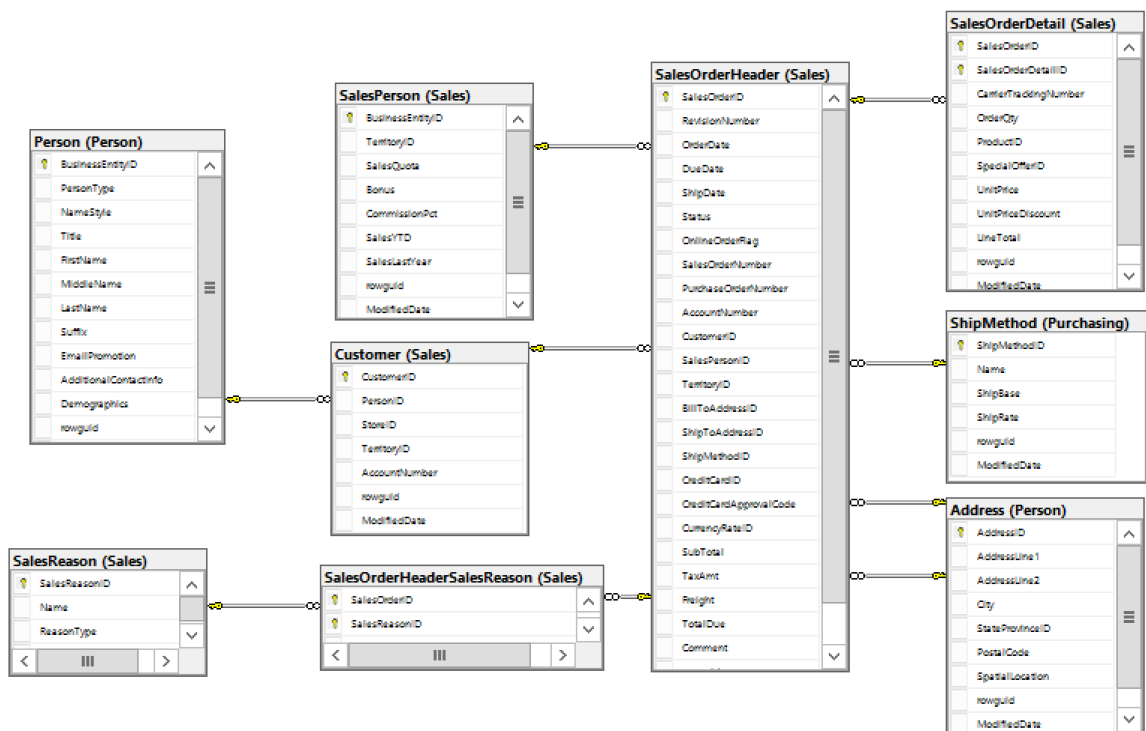 Person (Person)
BusinessEntityID
PersonType
NameStyle
Title
FirstName
MiddleName
LastName
Suffix
EmailPromotion
AdditionalContactInfo
Demographics
rowguid
SalesPerson (Sales)
BusinessEntityID
TerritoryID
SalesQuota
Bonus
CommissionPct
SalesYTD
SalesLastYear
rowguid
ModifiedDate
Customer (Sales)
CustomerID
PersonID
StoreID
TerritoryID
AccountNumber
rowguid
ModifiedDate
SalesReason (Sales)
SalesReasonID
Name
ReasonType
SalesOrderHeaderSalesReason (Sales)
SalesOrderID
SalesReasonID
SalesOrderHeader (Sales)
SalesOrderID
RevisionNumber
OrderDate
DueDate
ShipDate
Status
OnlineOrderFlag
SalesOrderNumber
PurchaseOrderNumber
AccountNumber
CustomerID
SalesPersonID
TerritoryID
BillToAddressID
ShipToAddressID
ShipMethodID
CreditCardID
CreditCardApprovalCode
CurrencyRateID
SubTotal
TaxAmt
Freight
TotalDue
Comment
SalesOrderDetail (Sales)
SalesOrderID
SalesOrderDetailID
CarrierTrackingNumber
OrderQty
ProductID
SpecialOfferID
UnitPrice
UnitPriceDiscount
LineTotal
rowguid
ModifiedDate
ShipMethod (Purchasing)
ShipMethodID
Name
ShipBase
ShipRate
rowguid
ModifiedDate
Address (Person)
AddressID
AddressLine1
AddressLine2
City
StateProvinceID
PostalCode
SpatialLocation
rowguid
ModifiedDate